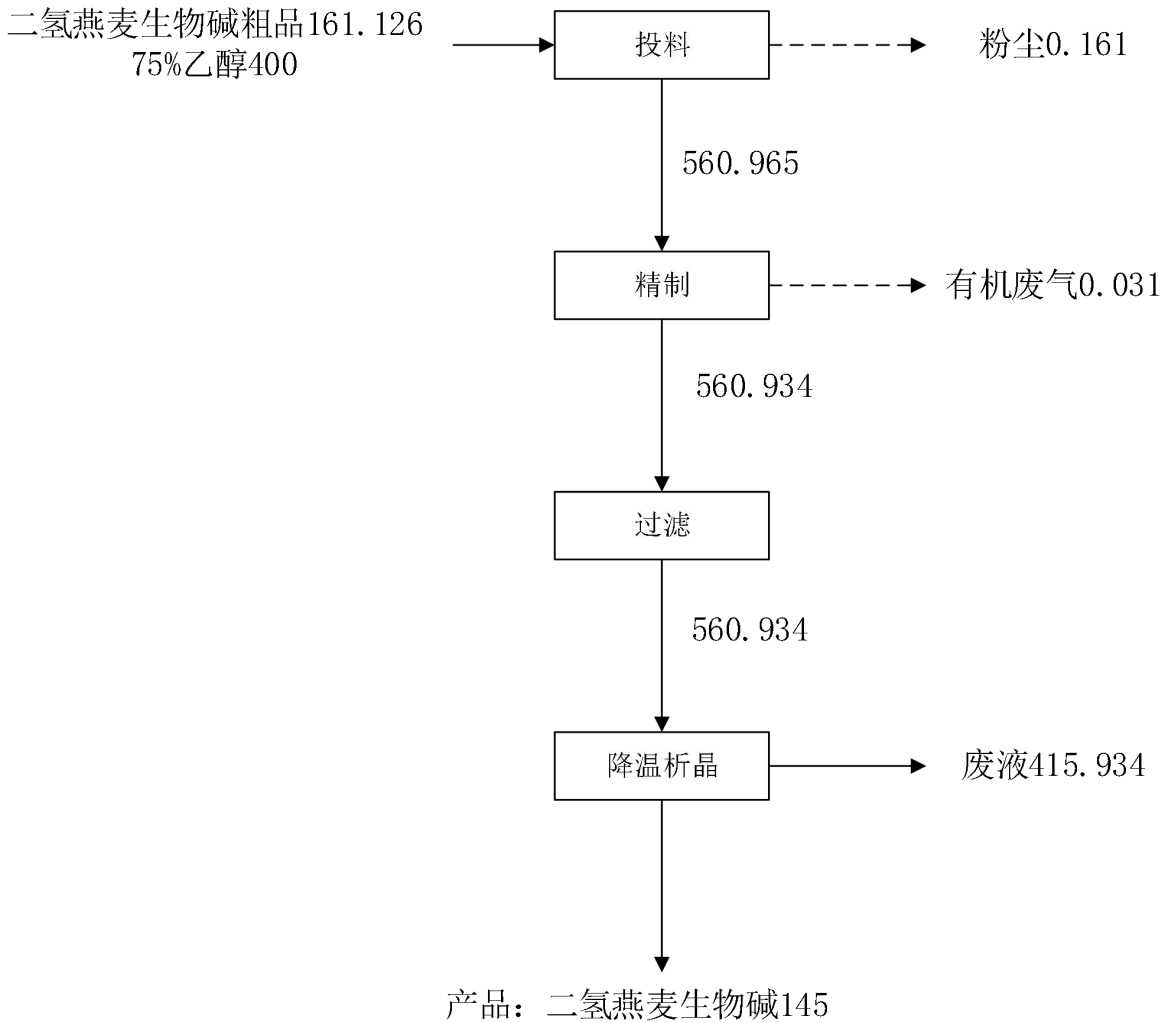 二氢燕麦生物碱粗品161.126
75%乙醇400
投料
粉尘0.161
560.965
精制
有机废气0.031
560.934
过滤
560.934
降温析晶
废液415.934
产品：二氢燕麦生物碱145